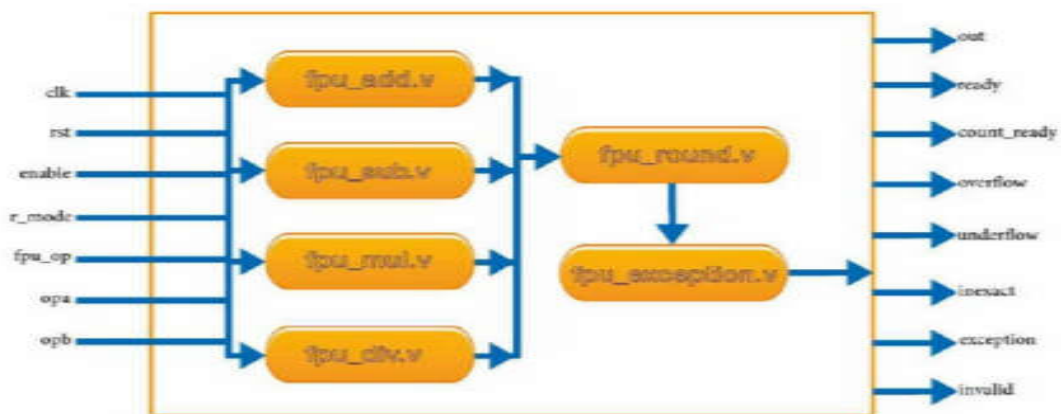 clk
rst
enable
r_mode
fpu_op
opa
opb
fpu_add.v
fpu_sub.v
fpu_mul.v
fpu_div.v
fpu_round.v
fpu_exception.v
out
ready
count_ready
overflow
underflow
inexact
exception
invalid